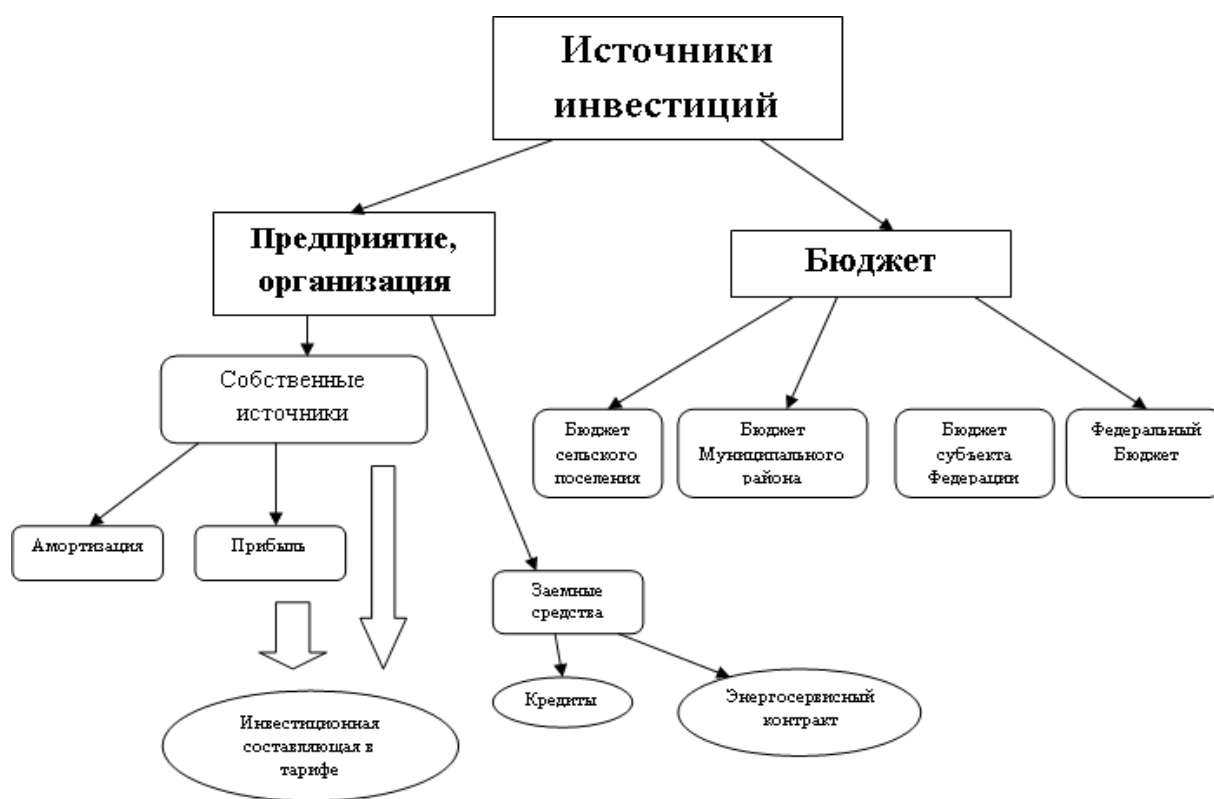 Источники
инвестиций
Предприятие,
организация
Бюджет
Собственные
источники
Бюджет
сельского
поселения
Бюджет
Муниципального
района
Бюджет
субъекта
Федерации
Федеральный
Бюджет
Амортизация
Прибыль
Заемные
средства
Кредиты
Энергосервисный
контракт
Инвестиционная
составляющая в
тарифе